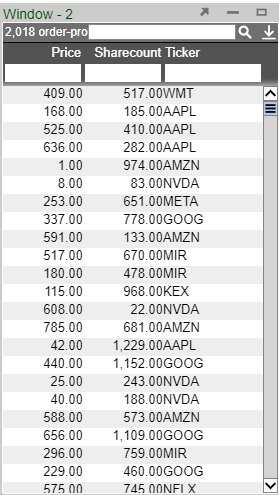 Window - 2
2,018 order-pro
Price Sharecount Ticker
409.00 517.00 WMT
168.00 185.00 AAPL
525.00 410.00 AAPL
636.00 282.00 AAPL
1.00 974.00 AMZN
8.00 83.00 NVDA
253.00 651.00 META
337.00 778.00 GOOG
591.00 133.00 AMZN
517.00 670.00 MIR
180.00 478.00 MIR
115.00 968.00 KEX
608.00 22.00 NVDA
785.00 681.00 AMZN
42.00 1,229.00 AAPL
440.00 1,152.00 GOOG
25.00 243.00 NVDA
40.00 188.00 NVDA
588.00 573.00 AMZN
656.00 1,109.00 GOOG
296.00 759.00 MIR
229.00 460.00 GOOG
575.00 745.00 NFLX